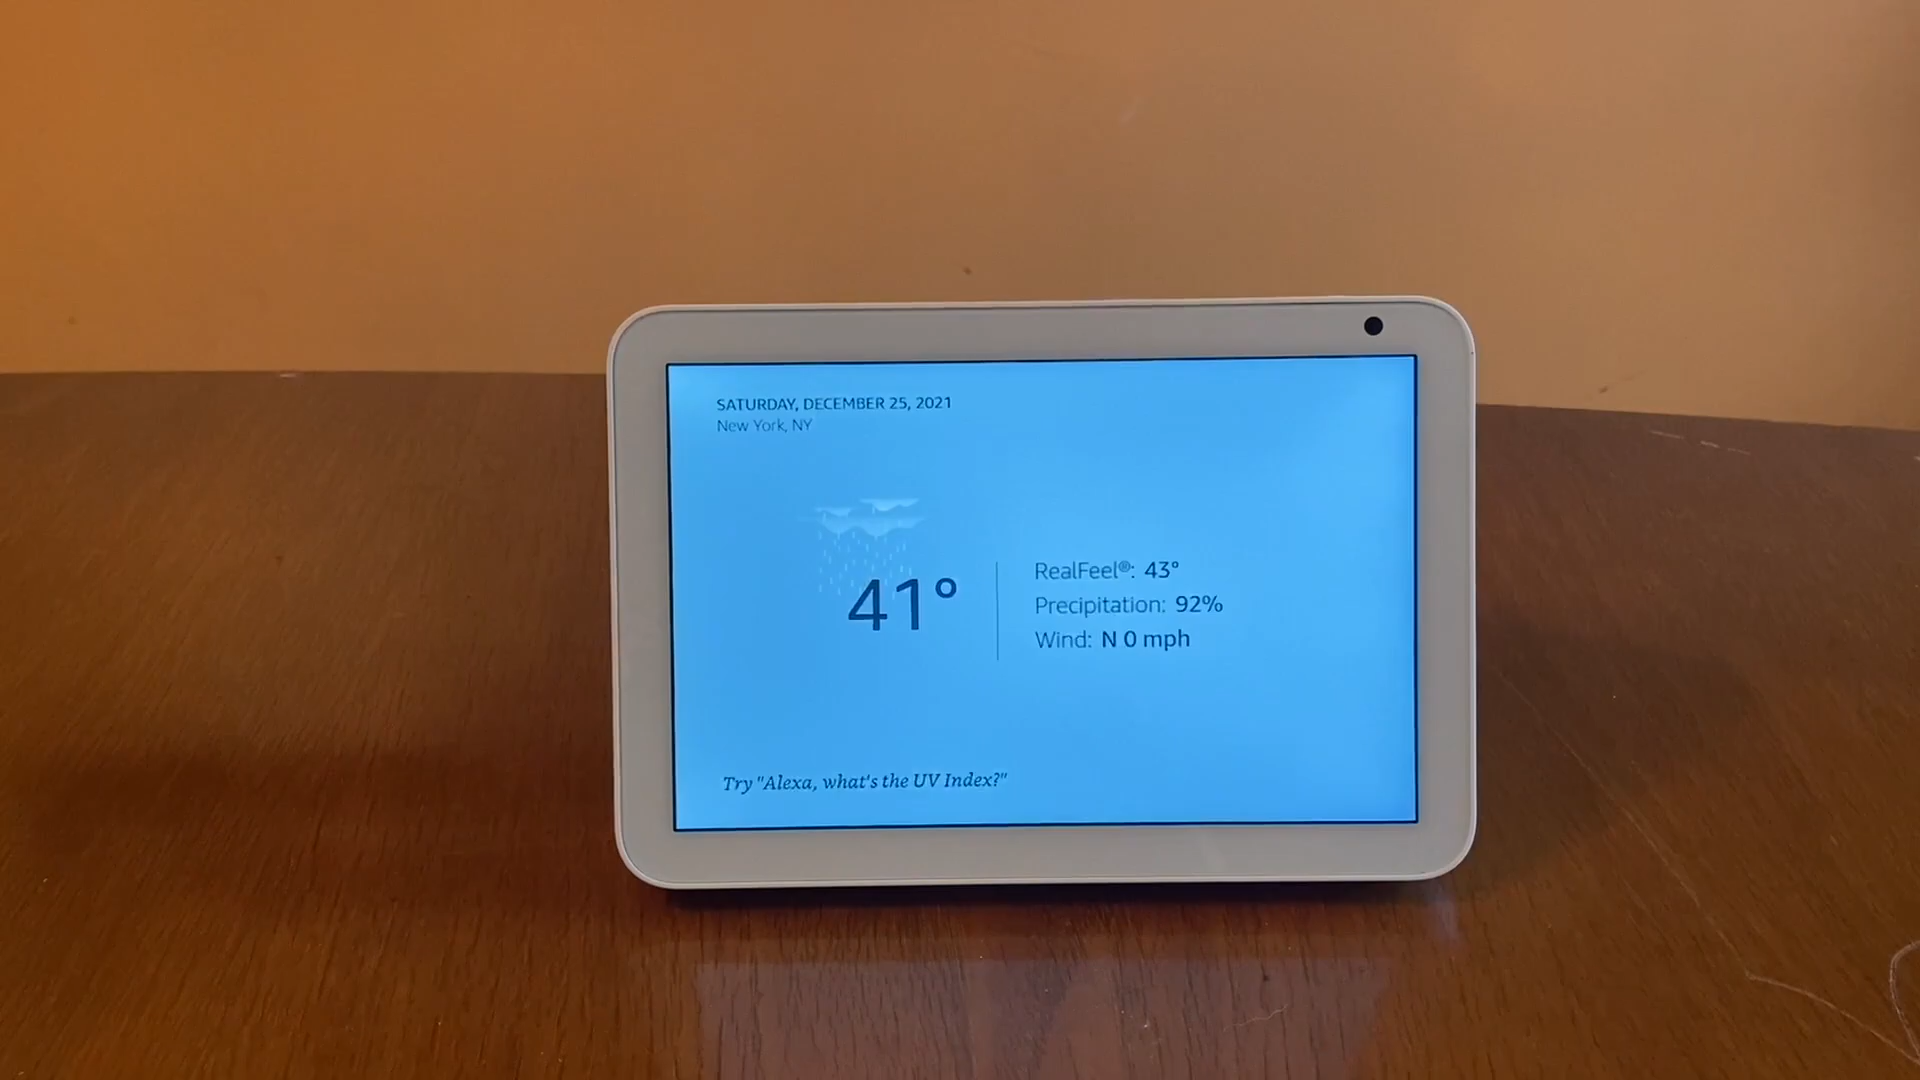 SATURDAY, DECEMBER 25, 2021
New York, NY
41°
RealFeel®: 43°
Precipitation: 92%
Wind: N 0 mph
Try "Alexa, what's the UV Index?"